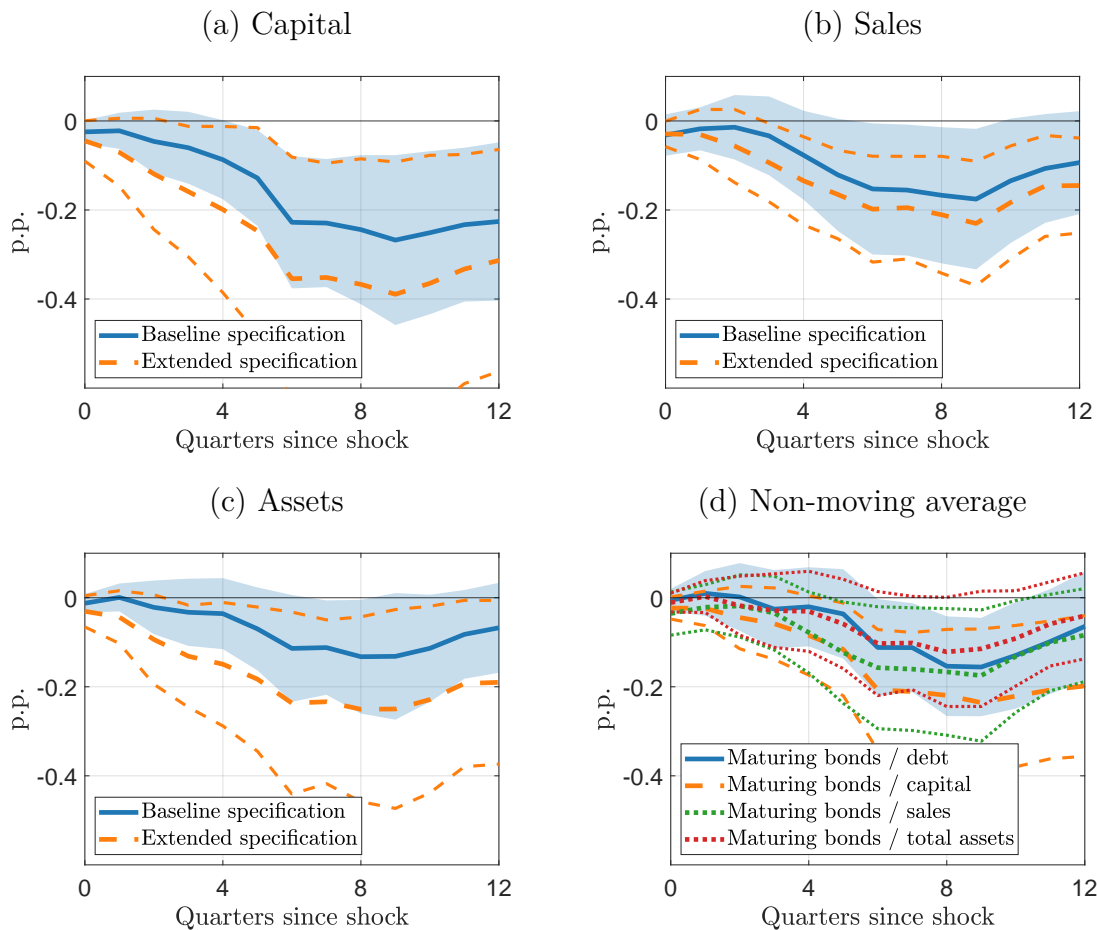 (a) Capital
p.p.
0
-0.2
-0.4
Baseline specification
Extended specification
0 4 8 12
Quarters since shock
(b) Sales
p.p.
0
-0.2
-0.4
Baseline specification
Extended specification
0 4 8 12
Quarters since shock
(c) Assets
p.p.
0
-0.2
-0.4
Baseline specification
Extended specification
0 4 8 12
Quarters since shock
(d) Non-moving average
p.p.
0
-0.2
-0.4
Maturing bonds / debt
Maturing bonds / capital
Maturing bonds / sales
Maturing bonds / total assets
0 4 8 12
Quarters since shock